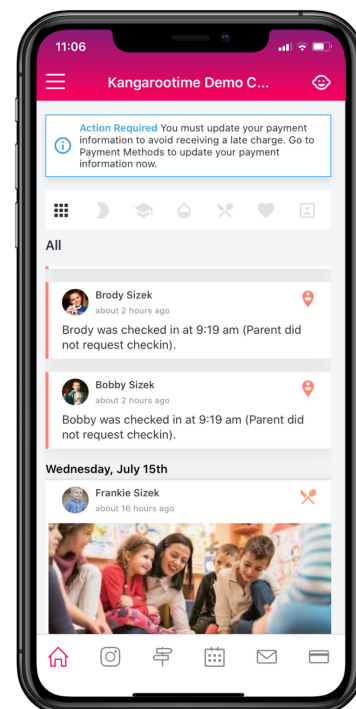 11:06
Kangarootime Demo C...
Action Required You must update your payment
information to avoid receiving a late charge. Go to
Payment Methods to update your payment
information now.
All
Brody Sizek
about 2 hours ago
Brody was checked in at 9:19 am (Parent did
not request checkin).
Bobby Sizek
about 2 hours ago
Bobby was checked in at 9:19 am (Parent did
not request checkin).
Wednesday, July 15th
Frankie Sizek
about 16 hours ago